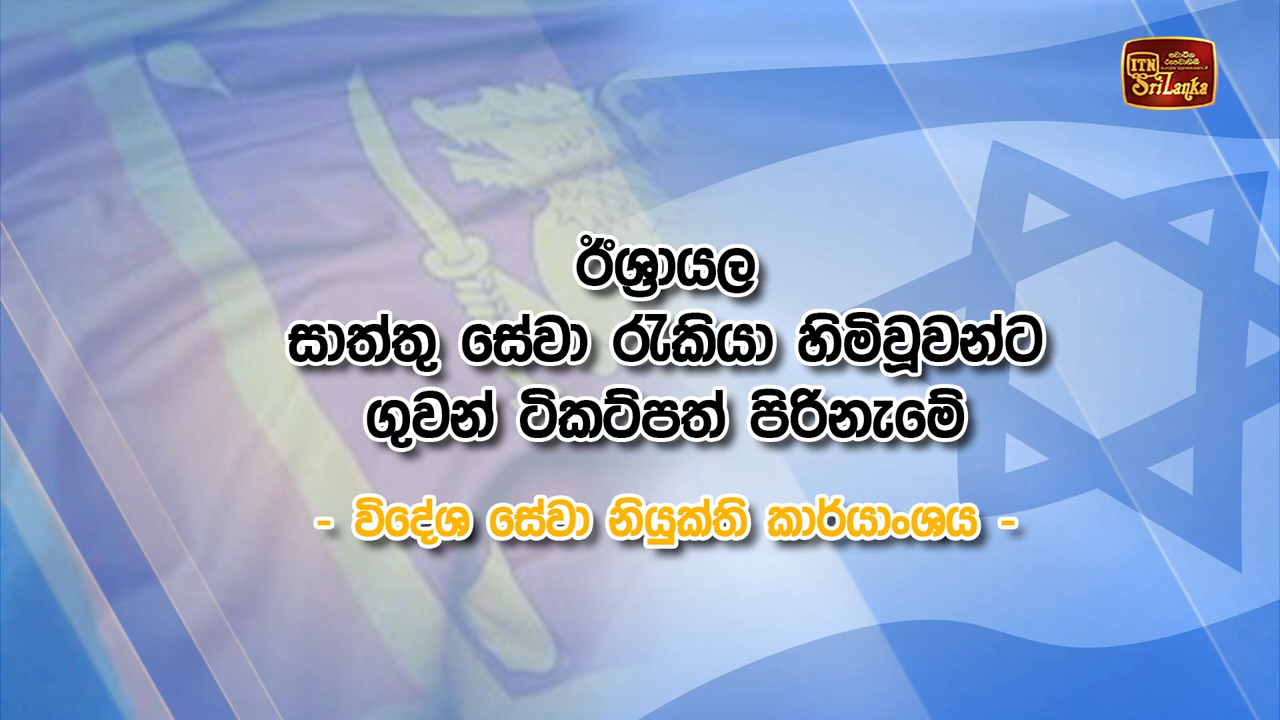 ITN
SriLanka
ඊශ්‍රායල
සාත්තු සේවා රැකියා හිමිවූවන්ට
ගුවන් ටිකට්පත් පිරිනැමේ
- විදේශ සේවා නියුක්ති කාර්යාංශය -